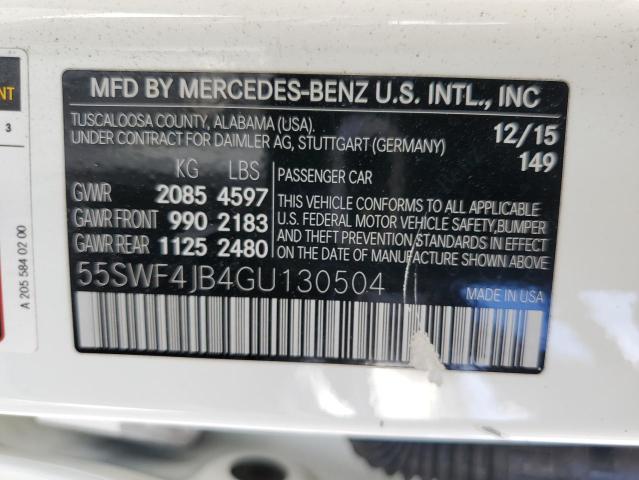 MFD BY MERCEDES-BENZ U.S. INTL., INC
TUSCALOOSA COUNTY, ALABAMA (USA).
UNDER CONTRACT FOR DAIMLER AG, STUTTGART (GERMANY)
12/15
149
KG LBS
GVWR 2085 4597
GAWR FRONT 990 2183
GAWR REAR 1125 2480
PASSENGER CAR
THIS VEHICLE CONFORMS TO ALL APPLICABLE
U.S. FEDERAL MOTOR VEHICLE SAFETY,BUMPER
AND THEFT PREVENTION STANDARDS IN EFFECT
ON THE DATE OF MANUFACTURE SHOWN ABOVE.
55SWF4JB4GU130504
MADE IN USA
3
A 205 584 02 00